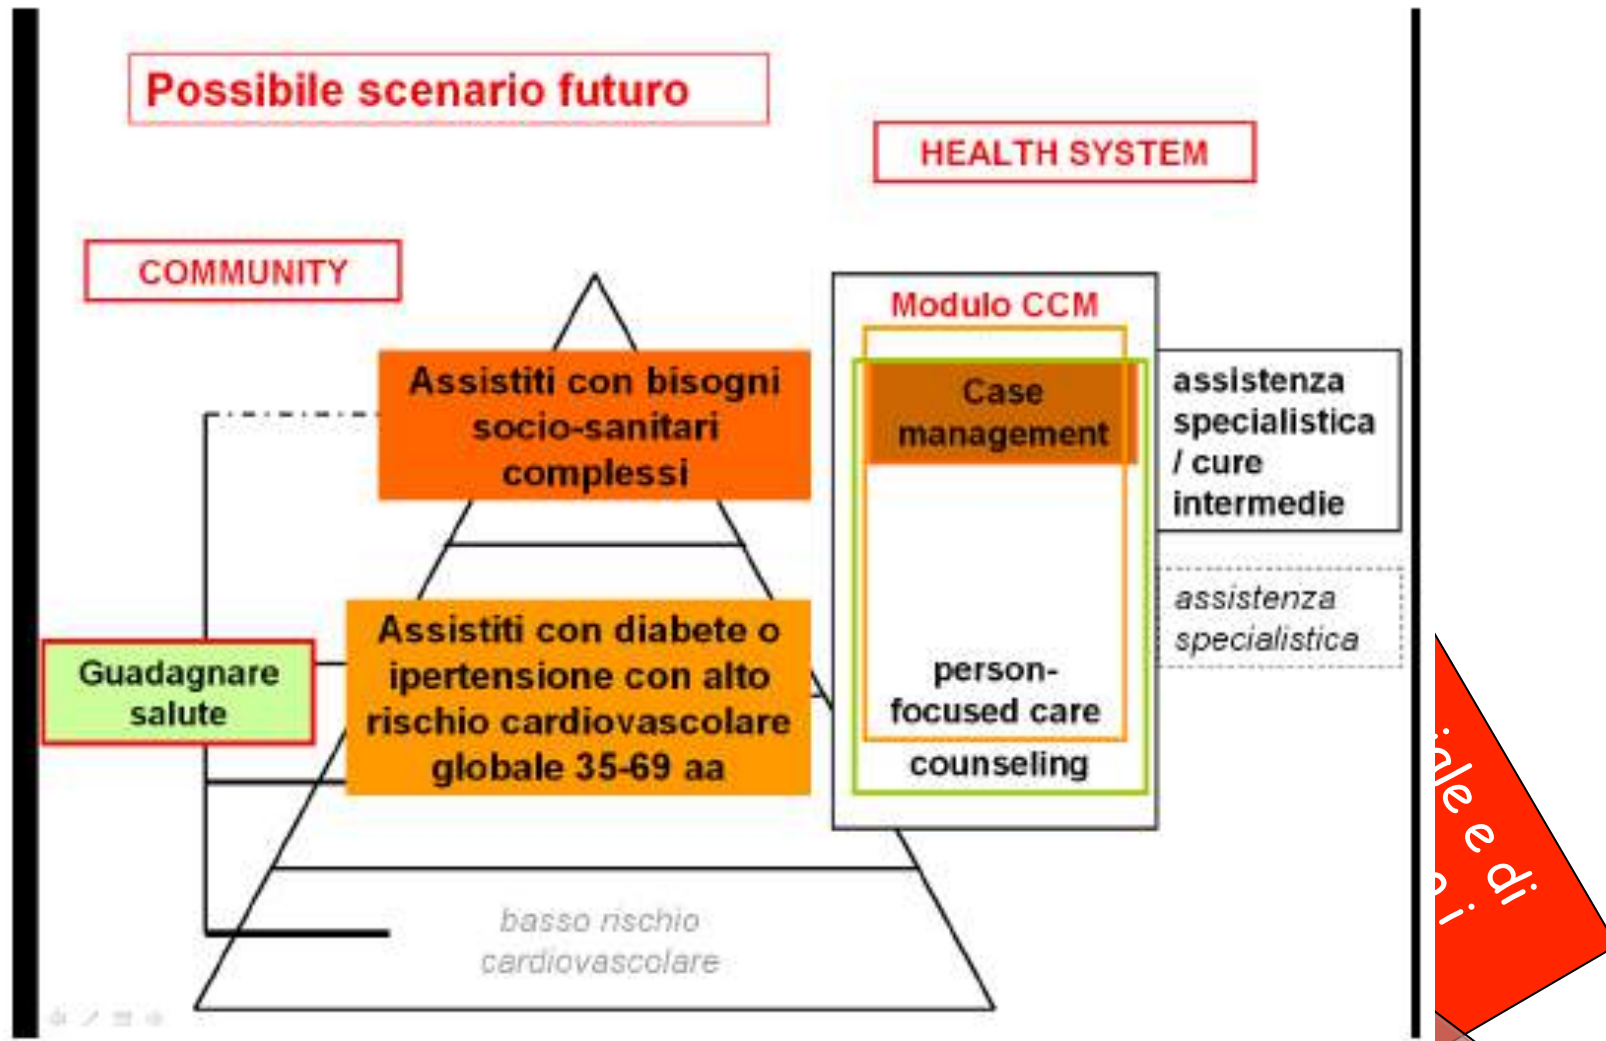 Possibile scenario futuro
HEALTH SYSTEM
COMMUNITY
Modulo CCM
Assistiti con bisogni
socio-sanitari
complessi
Case
management
assistenza
specialistica
/ cure
intermedie
assistenza
specialistica
Guadagnare
salute
Assistiti con diabete o
ipertensione con alto
rischio cardiovascolare
globale 35-69 aa
person-
focused care
counseling
basso rischio
cardiovascolare
e di